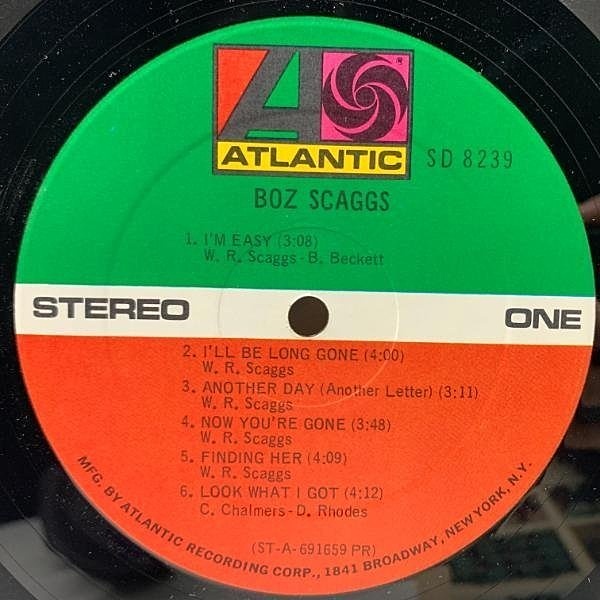 ATLANTIC
SD 8239
BOZ SCAGGS
1. I'M EASY (3:08)
W. R. Scaggs - B. Beckett
STEREO
ONE
2. I'LL BE LONG GONE (4:00)
W. R. Scaggs
3. ANOTHER DAY (Another Letter) (3:11)
W. R. Scaggs
4. NOW YOU'RE GONE (3:48)
W. R. Scaggs
5. FINDING HER (4:09)
W. R. Scaggs
6. LOOK WHAT I GOT (4:12)
C. Chalmers - D. Rhodes
(ST-A-691659 PR)
MFG. BY ATLANTIC RECORDING CORP., 1841 BROADWAY, NEW YORK, N.Y.